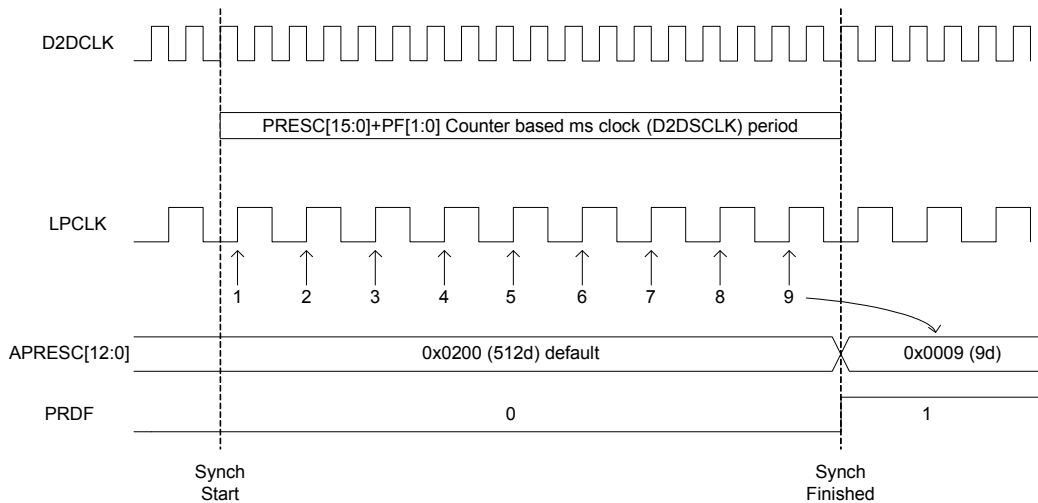 D2DCLK
PRESC[15:0]+PF[1:0] Counter based ms clock (D2DSCLK) period
LPCLK
1 2 3 4 5 6 7 8 9
APRESC[12:0] 0x0200 (512d) default 0x0009 (9d)
PRDF 0 1
Synch
Start
Synch
Finished